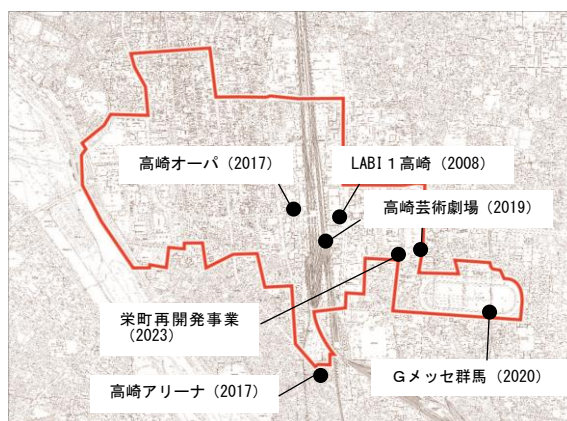 高崎オーパ（2017）
LABI１高崎（2008）
高崎芸術劇場（2019）
栄町再開発事業
（2023）
Ｇメッセ群馬（2020）
高崎アリーナ（2017）